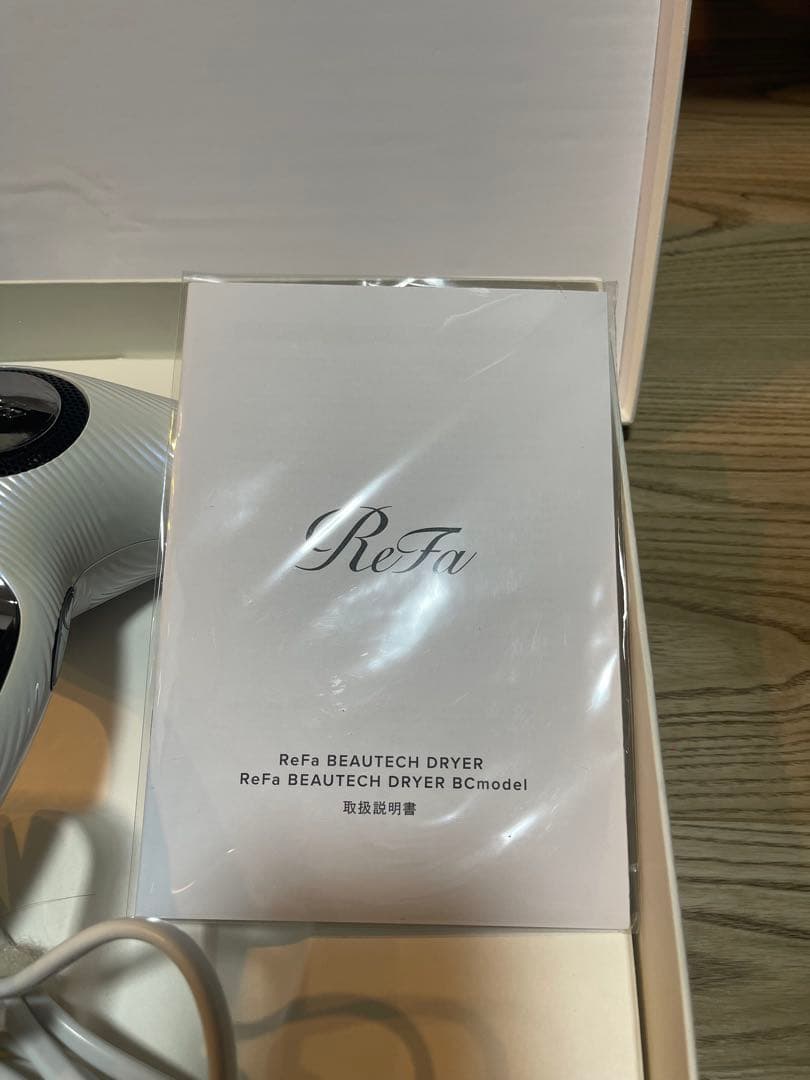 ReFa
ReFa BEAUTECH DRYER
ReFa BEAUTECH DRYER BCmodel
取扱説明書